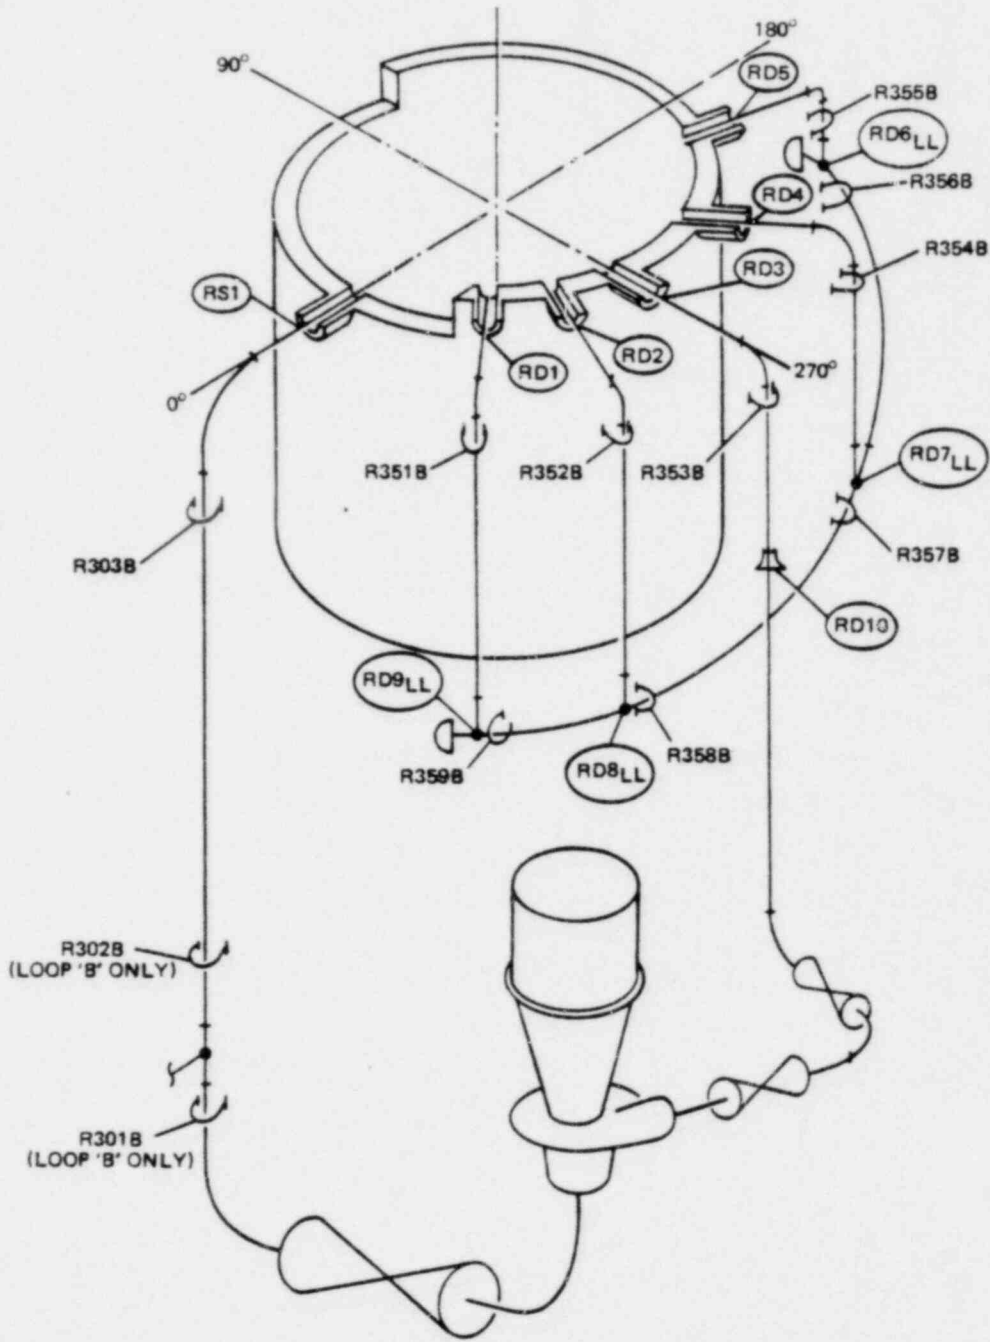 180°
90°
RD5
R355B
RD6LL
R356B
RD4
R354B
RD3
RS1
RD2
RD1
270°
0°
R351B
R352B
R353B
RD7LL
R303B
R357B
RD10
RD9LL
R358B
R359B
RD8LL
R302B
(LOOP 'B' ONLY)
R301B
(LOOP 'B' ONLY)